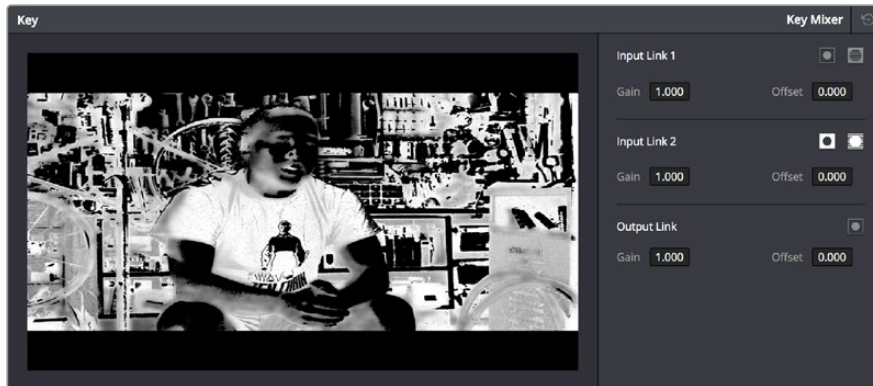 Key
Key Mixer
Input Link 1
Gain 1.000 Offset 0.000
Input Link 2
Gain 1.000 Offset 0.000
Output Link
Gain 1.000 Offset 0.000